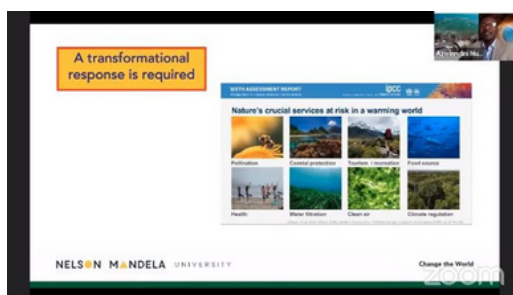 A transformational
response is required
SIXTH ASSESSMENT REPORT
ipcc
Nature's crucial services at risk in a warming world
Pollination
Coastal protection
Tourism / recreation
Food source
Health
Water filtration
Clean air
Climate regulation
NELSON MANDELA UNIVERSITY
Change the World
zoom